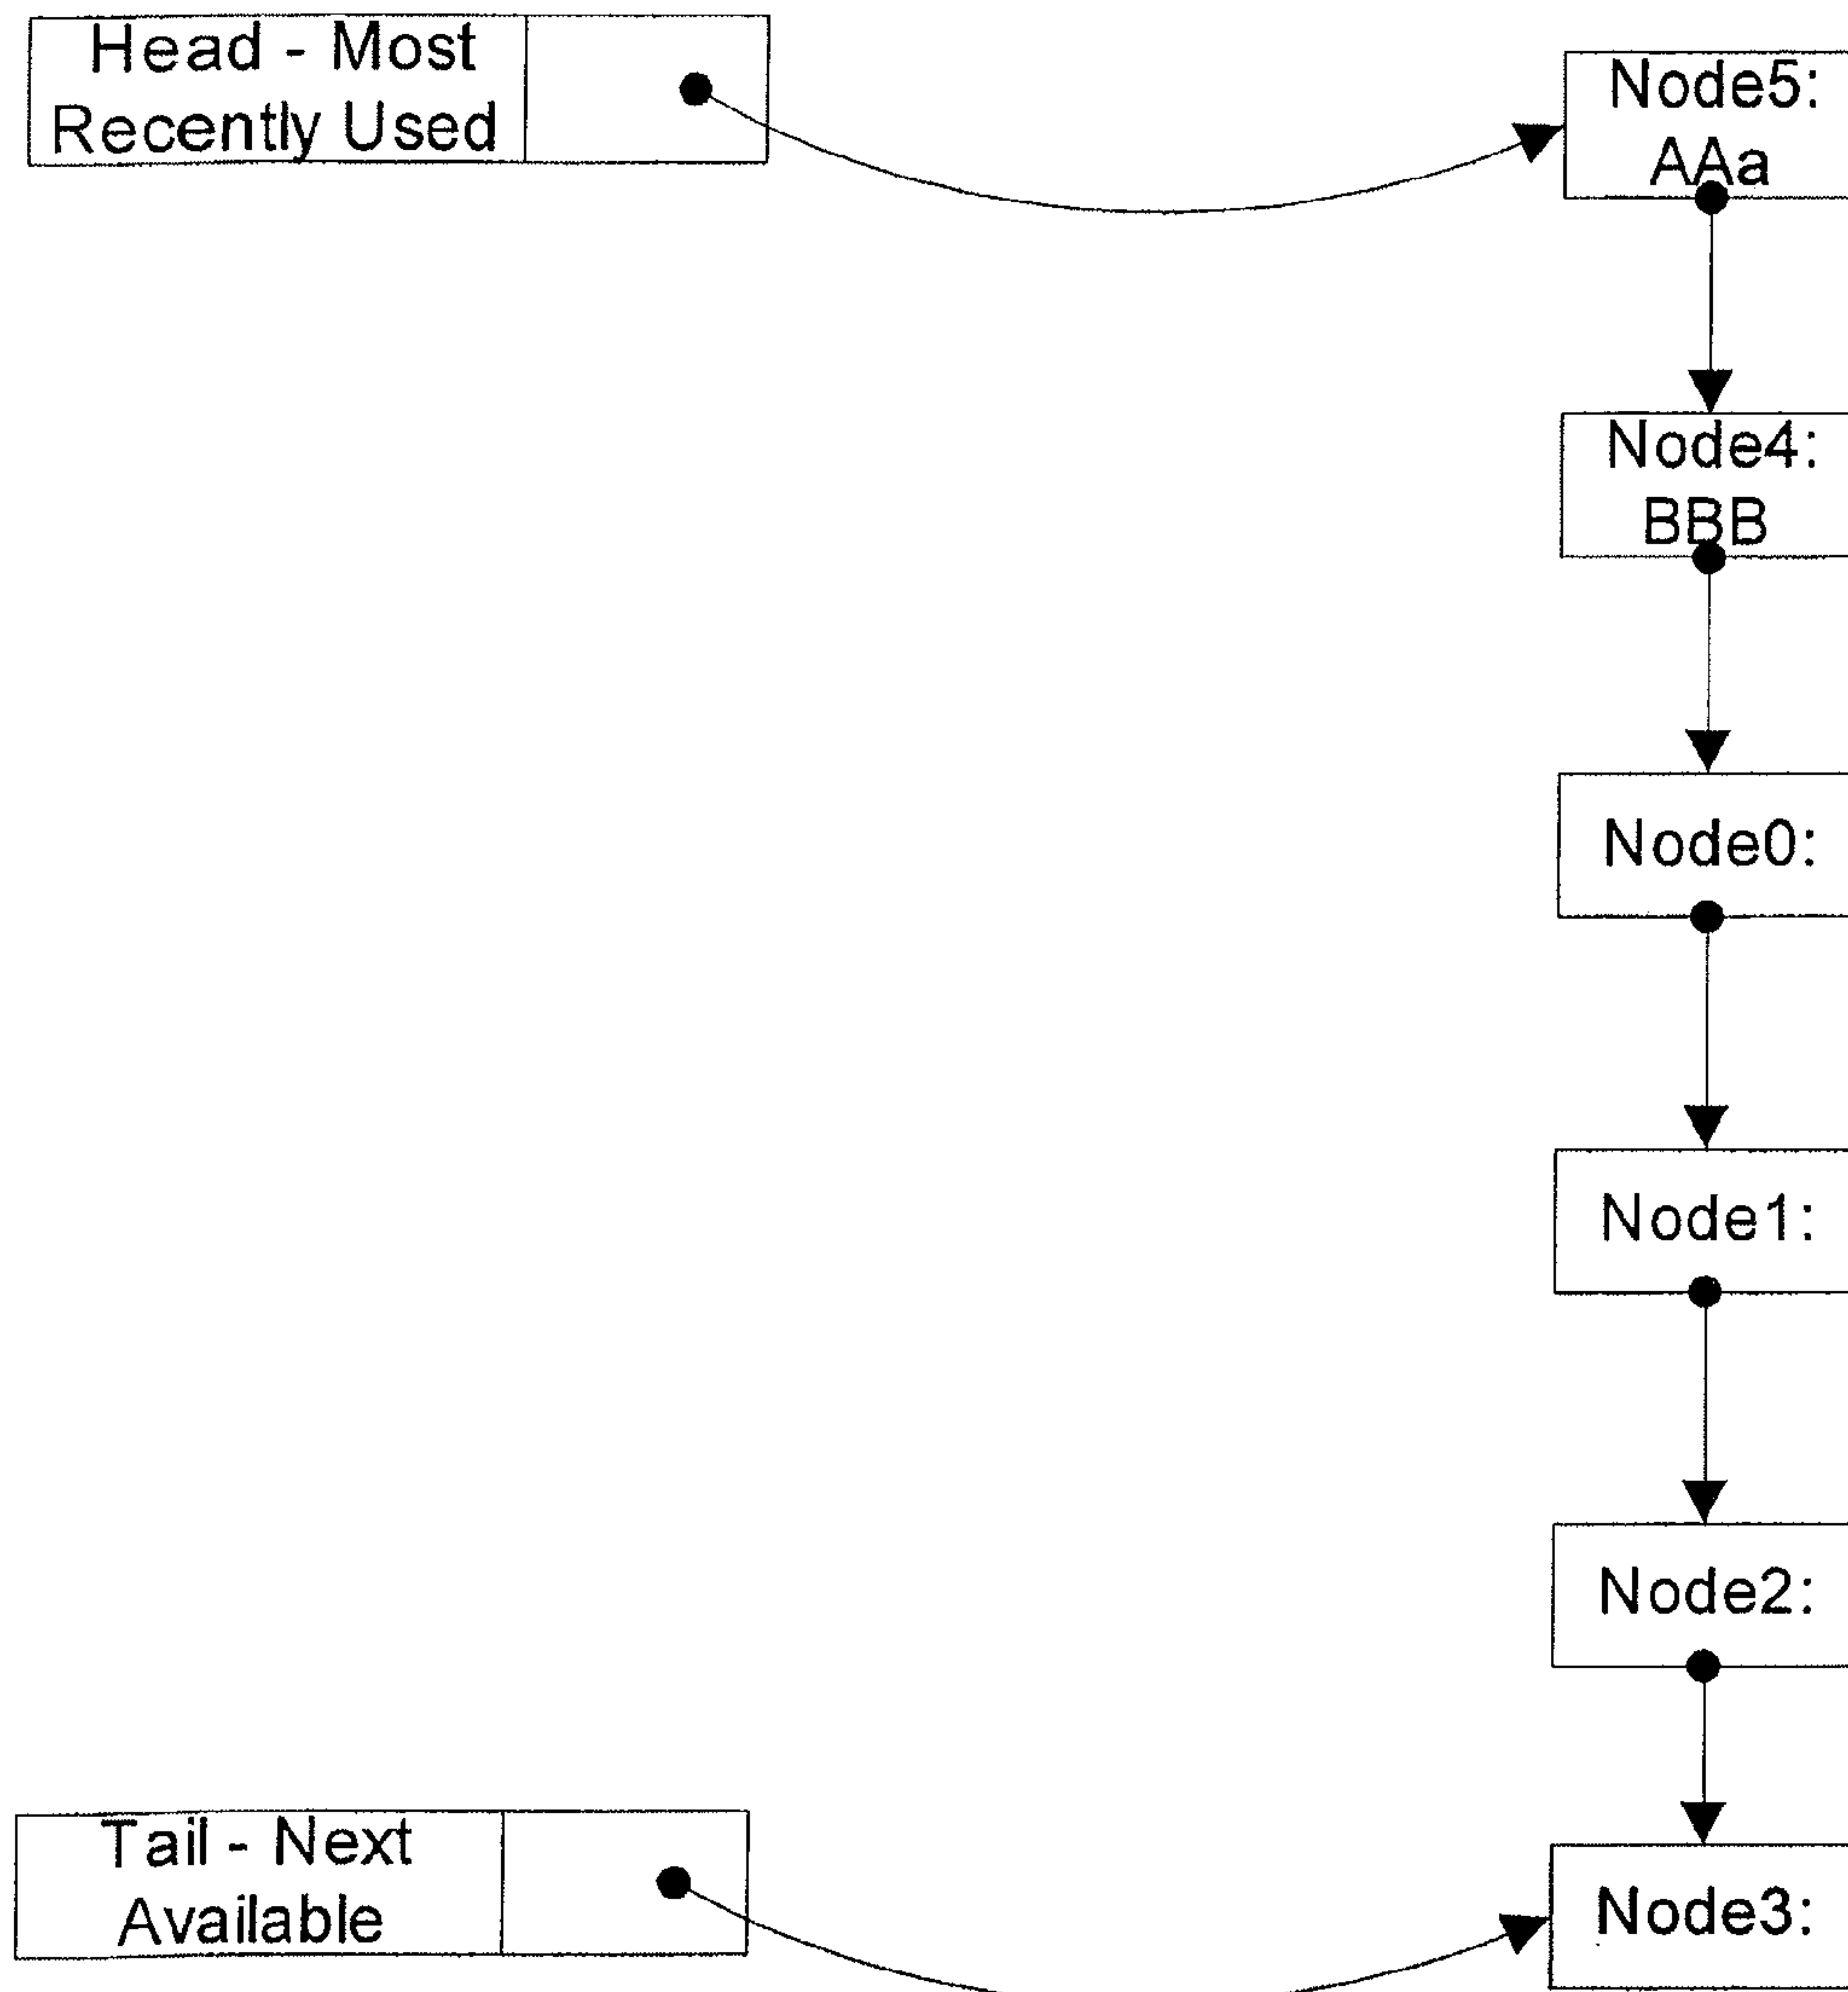 Head - Most
Recently Used
Node5:
AAa
Node4:
BBB
Node0:
Node1:
Node2:
Tail - Next
Available
Node3: